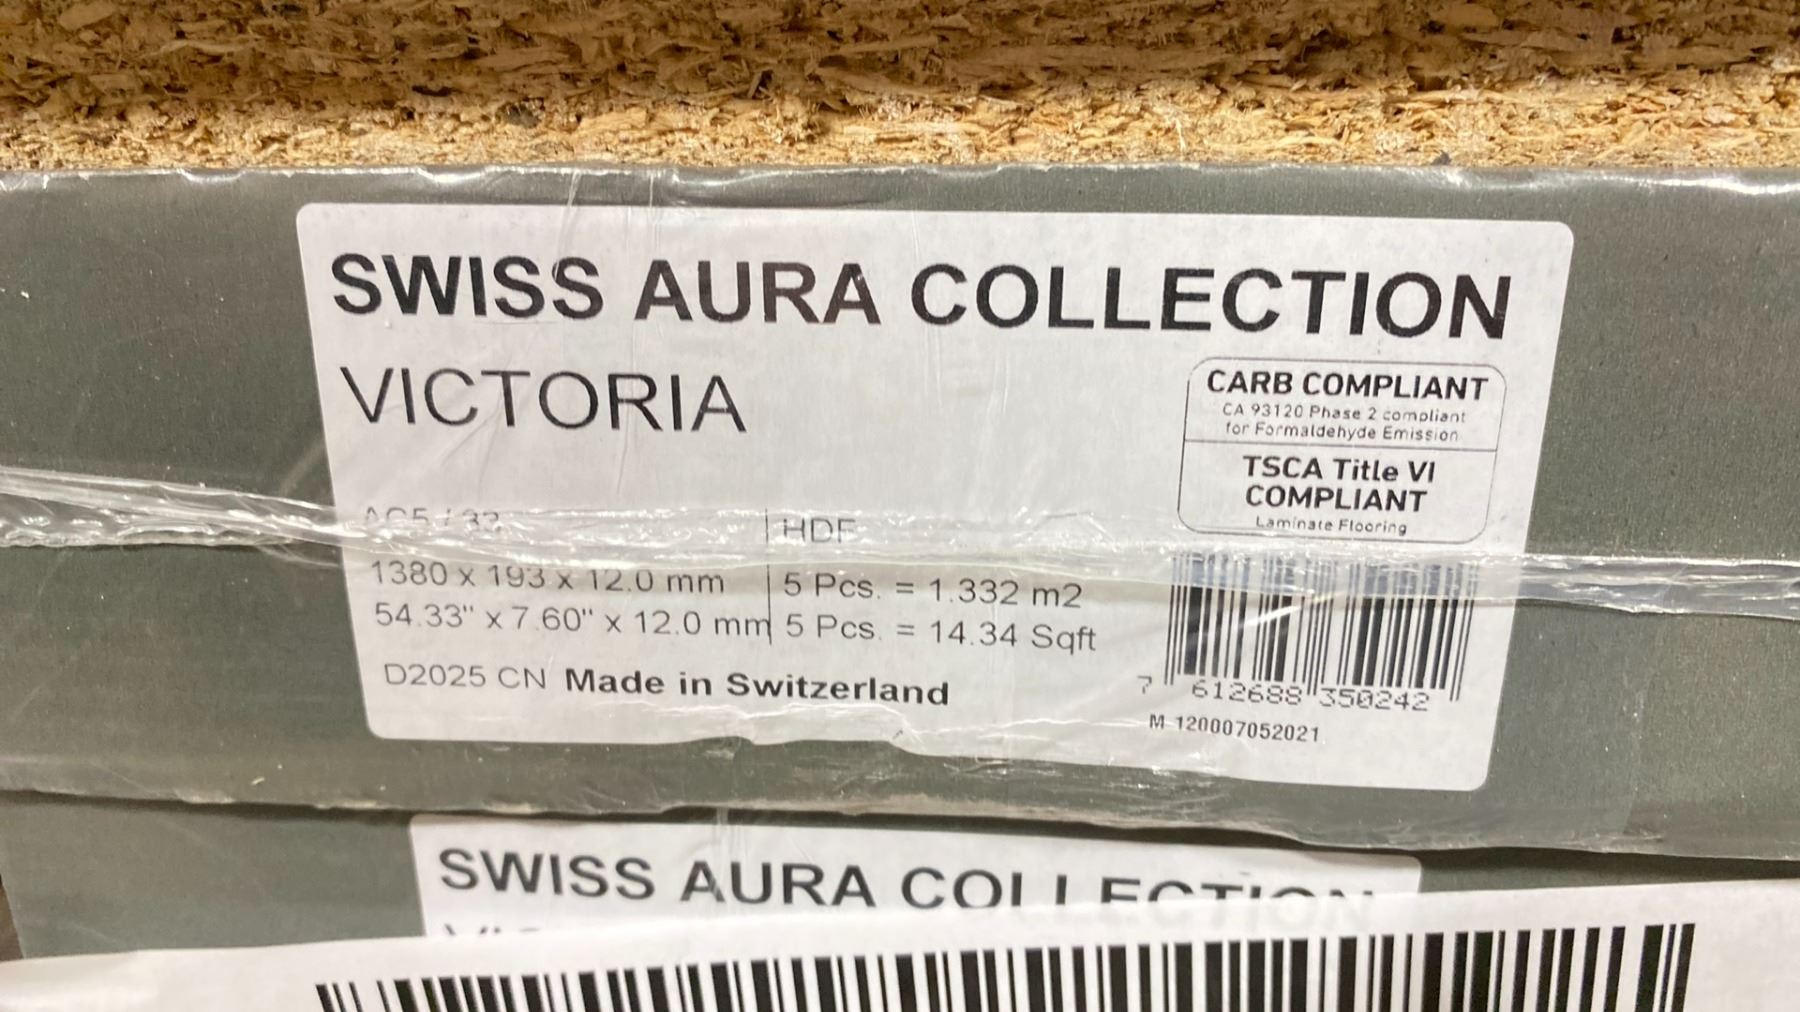 SWISS AURA COLLECTION
VICTORIA
CARB COMPLIANT
CA 93120 Phase 2 compliant
for Formaldehyde Emission
TSCA Title VI
COMPLIANT
Laminate Flooring
AC5 / 33
HDF
1380 x 193 x 12.0 mm
5 Pcs. = 1.332 m2
54.33" x 7.60" x 12.0 mm
5 Pcs. = 14.34 Sqft
D2025 CN Made in Switzerland
7 612688 350242
M 120007052021
SWISS AURA COLLECTION